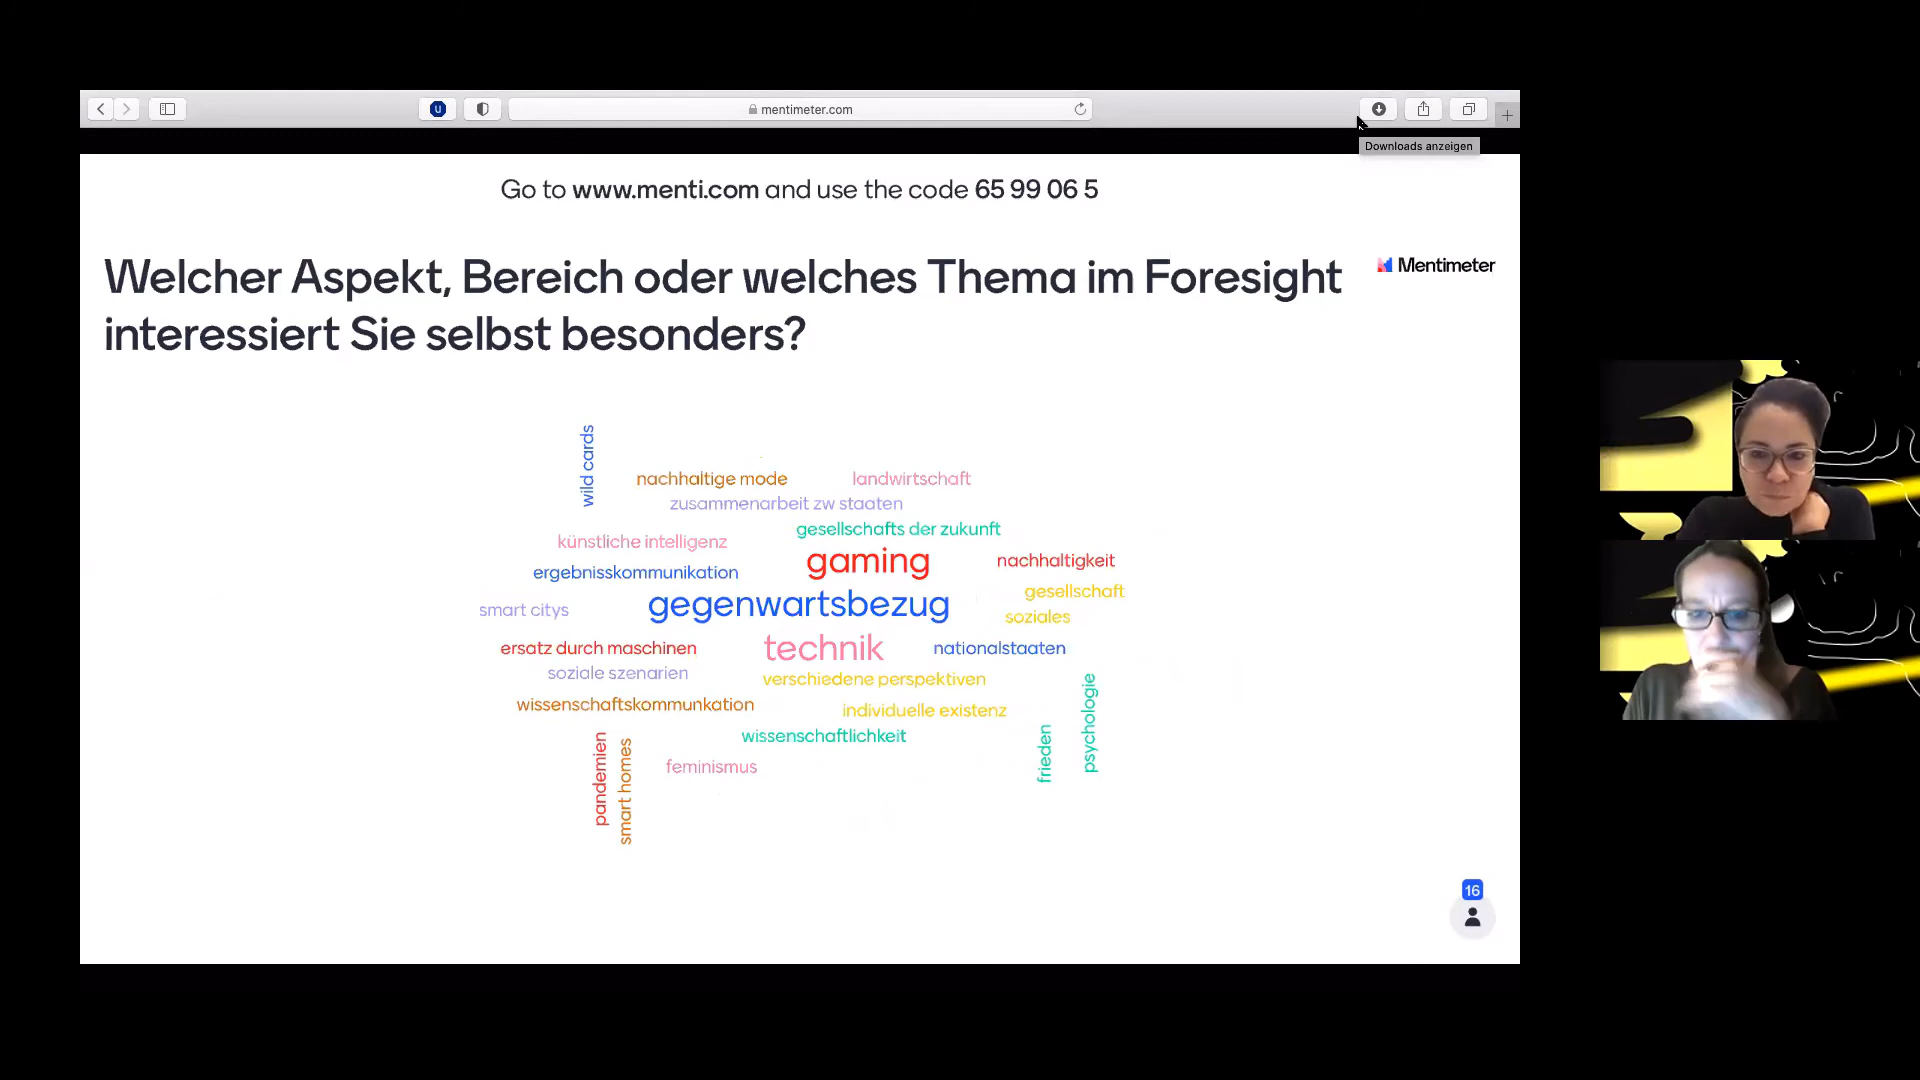 mentimeter.com
Downloads anzeigen
Go to www.menti.com and use the code 65 99 06 5
Welcher Aspekt, Bereich oder welches Thema im Foresight
interessiert Sie selbst besonders?
Mentimeter
wild cards
nachhaltige mode
landwirtschaft
zusammenarbeit zw staaten
gesellschafts der zukunft
künstliche intelligenz
gaming
nachhaltigkeit
ergebnisskommunikation
gesellschaft
gegenwartsbezug
smart citys
soziales
ersatz durch maschinen
technik
nationalstaaten
soziale szenarien
verschiedene perspektiven
psychologie
wissenschaftskommunkation
individuelle existenz
wissenschaftlichkeit
frieden
pandemien
smart homes
feminismus
16
U